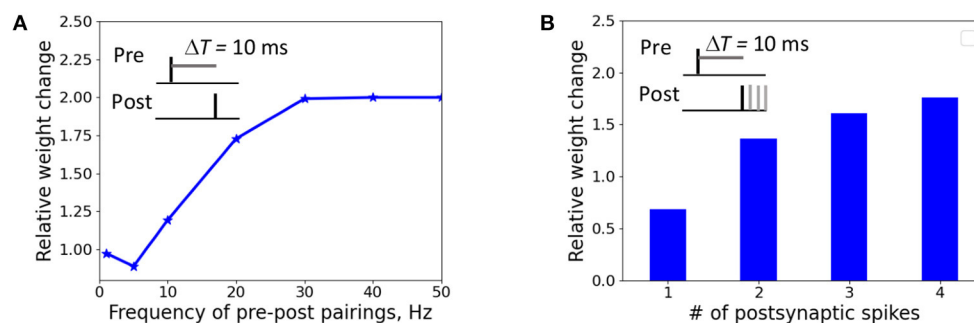 A
Relative weight change
2.50
2.25
2.00
1.75
1.50
1.25
1.00
Pre
ΔT = 10 ms
Post
0 10 20 30 40 50
Frequency of pre-post pairings, Hz
B
Relative weight change
2.5
2.0
1.5
1.0
0.5
0.0
Pre
ΔT = 10 ms
Post
1 2 3 4
# of postsynaptic spikes